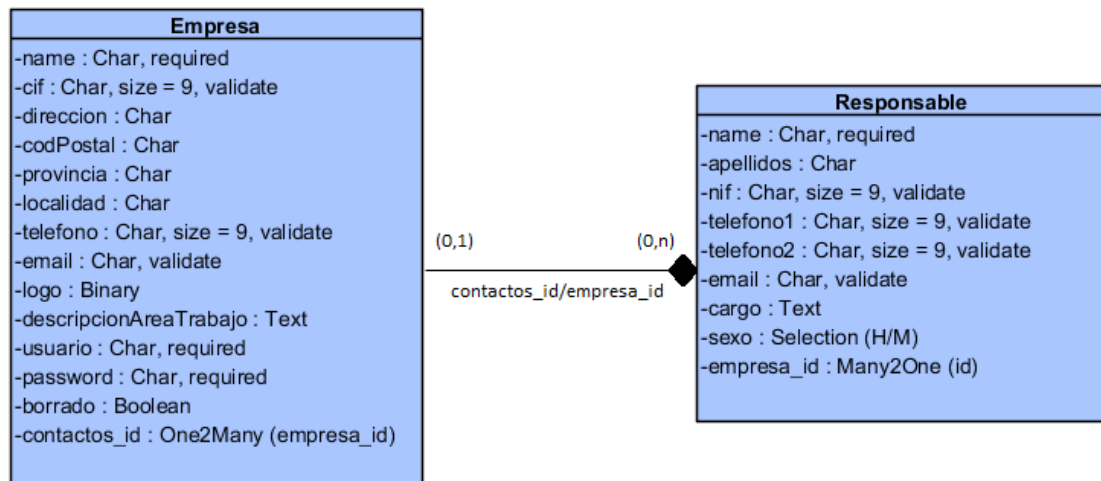 Empresa
-name : Char, required
-cif : Char, size = 9, validate
-direccion : Char
-codPostal : Char
-provincia : Char
-localidad : Char
-telefono : Char, size = 9, validate
-email : Char, validate
-logo : Binary
-descripcionAreaTrabajo : Text
-usuario : Char, required
-password : Char, required
-borrado : Boolean
-contactos_id : One2Many (empresa_id)
(0,1)
(0,n)
contactos_id/empresa_id
Responsable
-name : Char, required
-apellidos : Char
-nif : Char, size = 9, validate
-telefono1 : Char, size = 9, validate
-telefono2 : Char, size = 9, validate
-email : Char, validate
-cargo : Text
-sexo : Selection (H/M)
-empresa_id : Many2One (id)